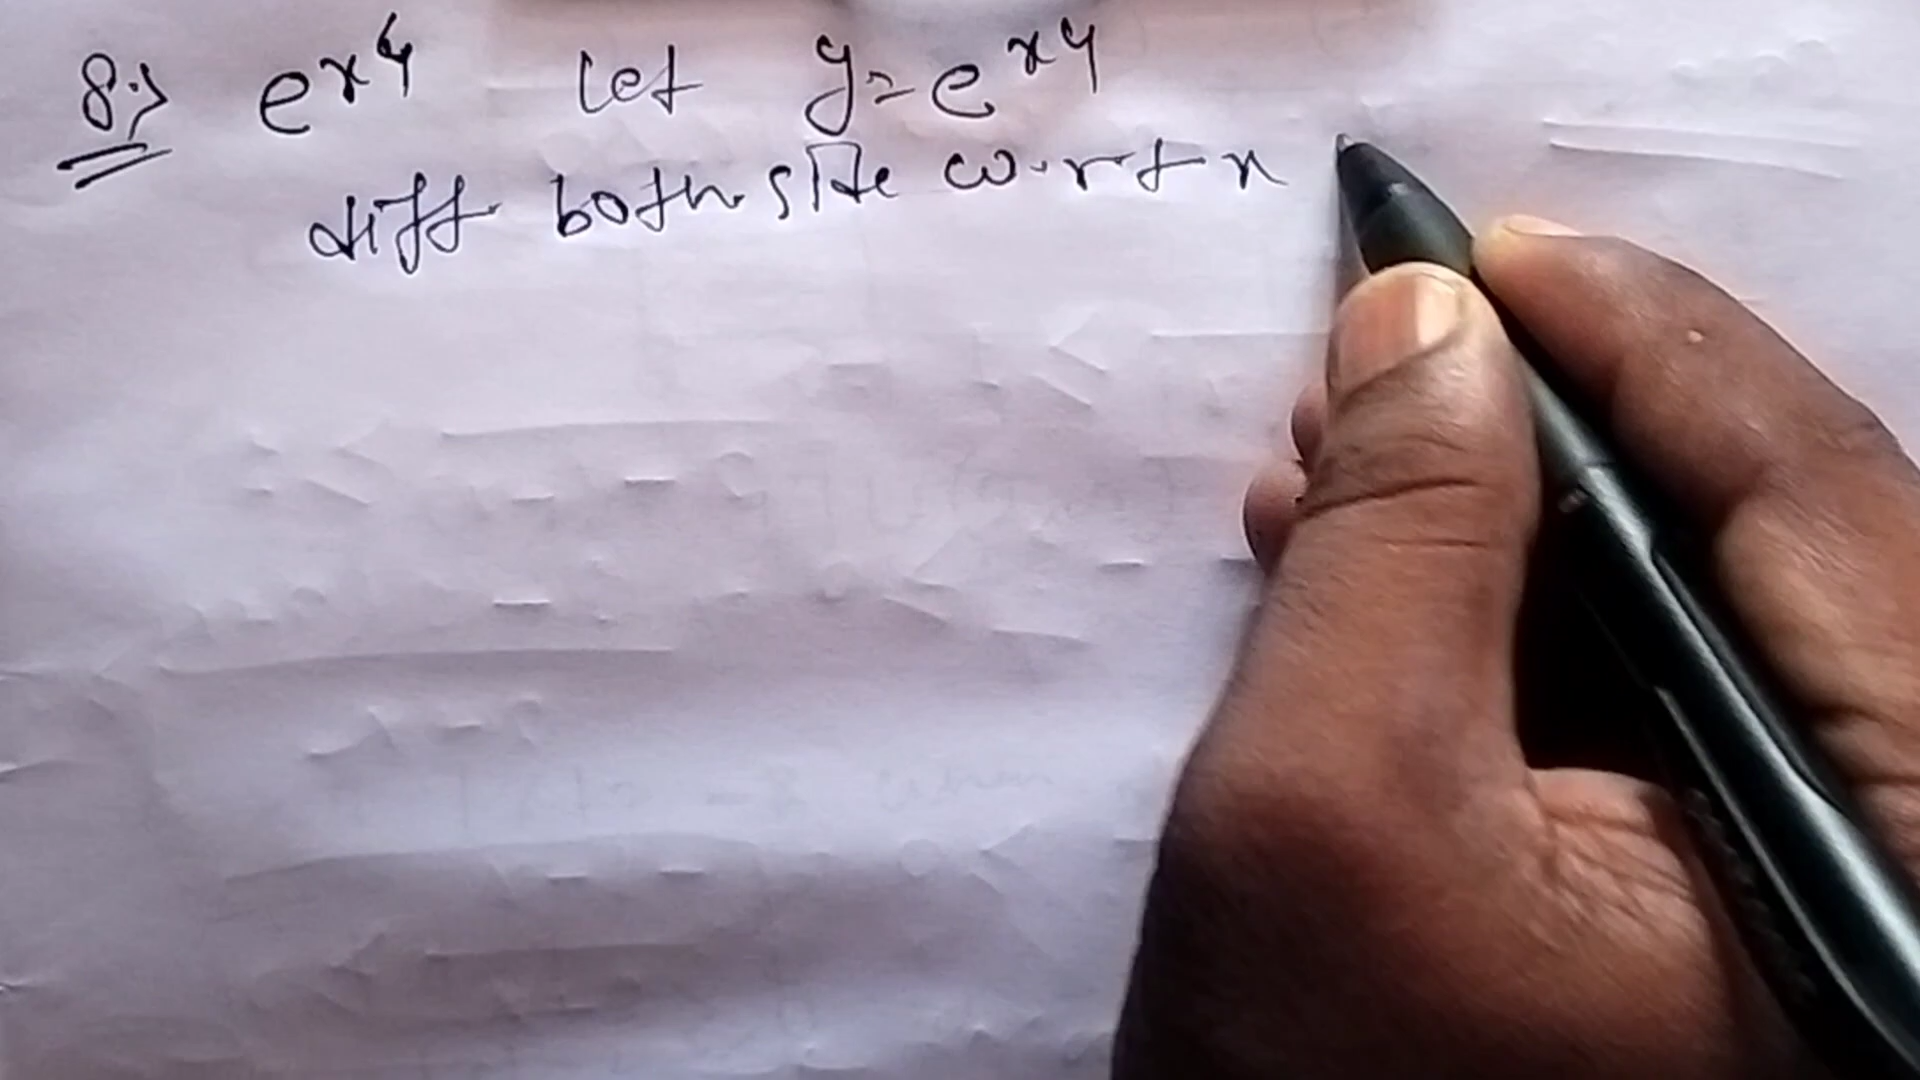 8.> e^x4 let y = e^x4
diff both side w.r.t x